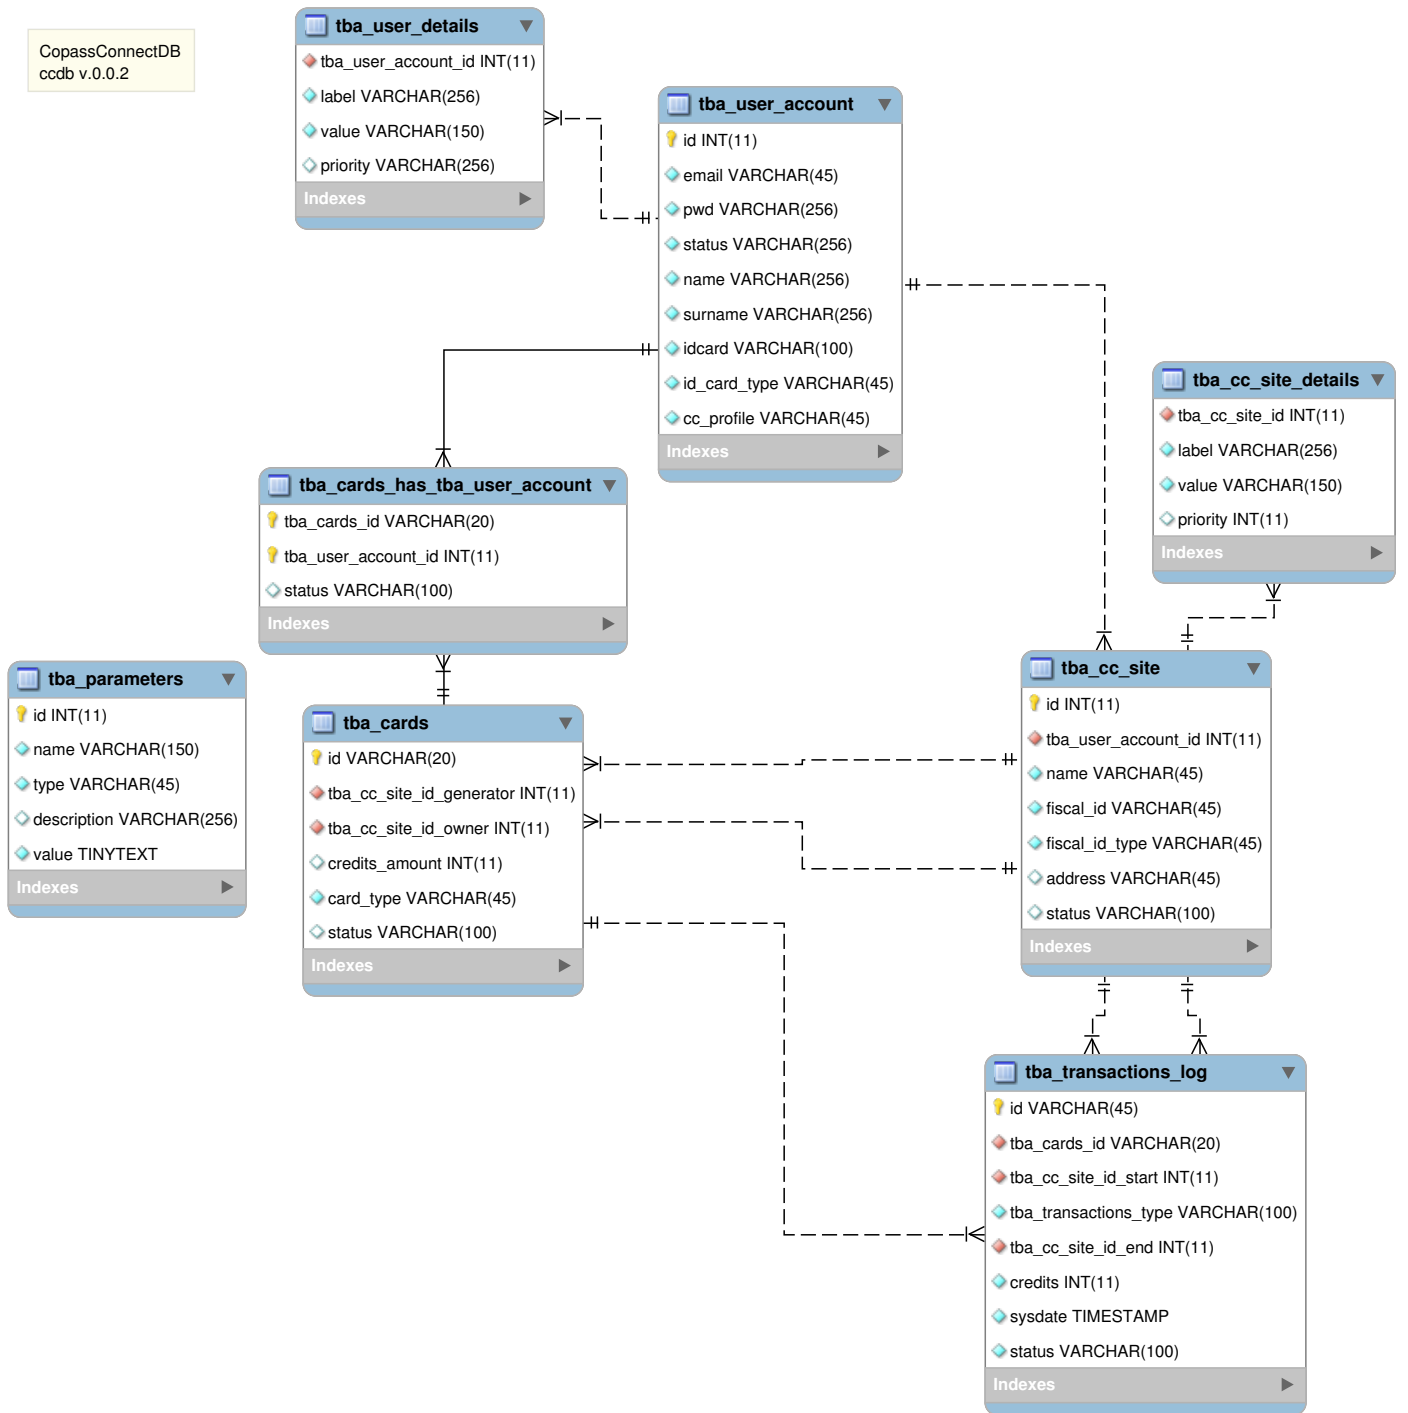 CopassConnectDB
ccdb v.0.0.2
tba_user_details
tba_user_account_id INT(11)
label VARCHAR(256)
value VARCHAR(150)
priority VARCHAR(256)
Indexes
tba_user_account
id INT(11)
email VARCHAR(45)
pwd VARCHAR(256)
status VARCHAR(256)
name VARCHAR(256)
surname VARCHAR(256)
idcard VARCHAR(100)
id_card_type VARCHAR(45)
cc_profile VARCHAR(45)
Indexes
tba_cc_site_details
tba_cc_site_id INT(11)
label VARCHAR(256)
value VARCHAR(150)
priority INT(11)
Indexes
tba_cards_has_tba_user_account
tba_cards_id VARCHAR(20)
tba_user_account_id INT(11)
status VARCHAR(100)
Indexes
tba_parameters
id INT(11)
name VARCHAR(150)
type VARCHAR(45)
description VARCHAR(256)
value TINYTEXT
Indexes
tba_cards
id VARCHAR(20)
tba_cc_site_id_generator INT(11)
tba_cc_site_id_owner INT(11)
credits_amount INT(11)
card_type VARCHAR(45)
status VARCHAR(100)
Indexes
tba_cc_site
id INT(11)
tba_user_account_id INT(11)
name VARCHAR(45)
fiscal_id VARCHAR(45)
fiscal_id_type VARCHAR(45)
address VARCHAR(45)
status VARCHAR(100)
Indexes
tba_transactions_log
id VARCHAR(45)
tba_cards_id VARCHAR(20)
tba_cc_site_id_start INT(11)
tba_transactions_type VARCHAR(100)
tba_cc_site_id_end INT(11)
credits INT(11)
sysdate TIMESTAMP
status VARCHAR(100)
Indexes